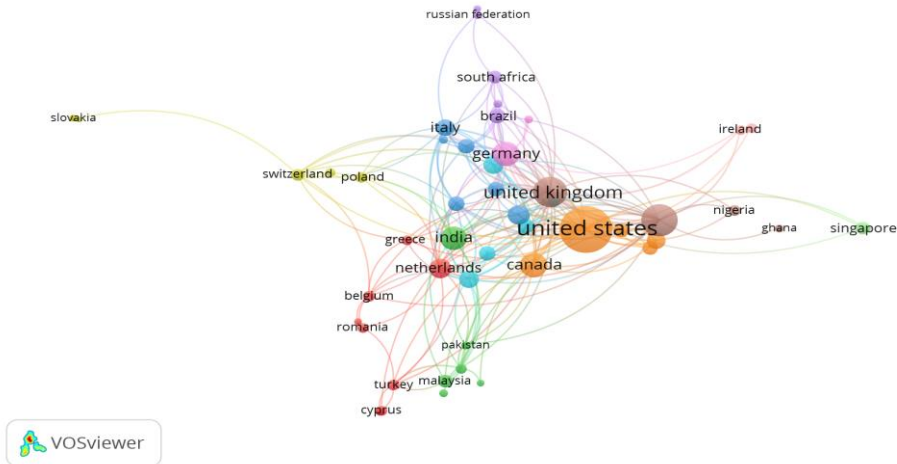 russian federation
south africa
slovakia
brazil
italy
ireland
germany
switzerland
poland
united kingdom
nigeria
united states
ghana
singapore
india
greece
netherlands
canada
belgium
romania
pakistan
turkey
malaysia
cyprus
VOSviewer